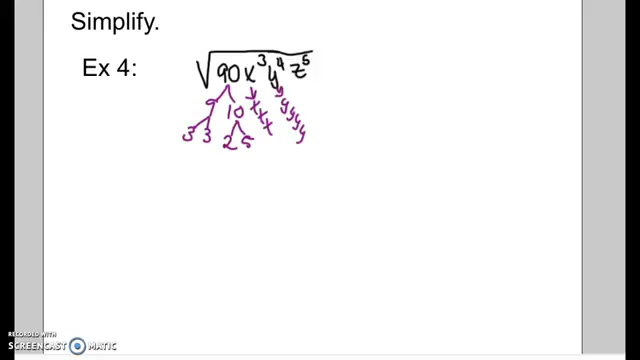 Simplify.
Ex 4: √90x³y⁴z⁵
9 10 x x x y y y y
3 3 2 5
RECORDED WITH
SCREENCAST MATIC